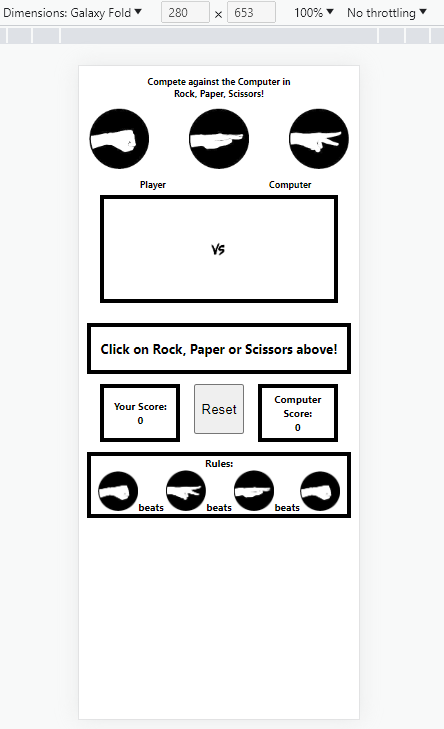 Dimensions: Galaxy Fold ▼ 280 × 653 100% ▼ No throttling ▼
Compete against the Computer in
Rock, Paper, Scissors!
Player Computer
VS
Click on Rock, Paper or Scissors above!
Your Score:
0
Reset
Computer
Score:
0
Rules:
beats beats beats